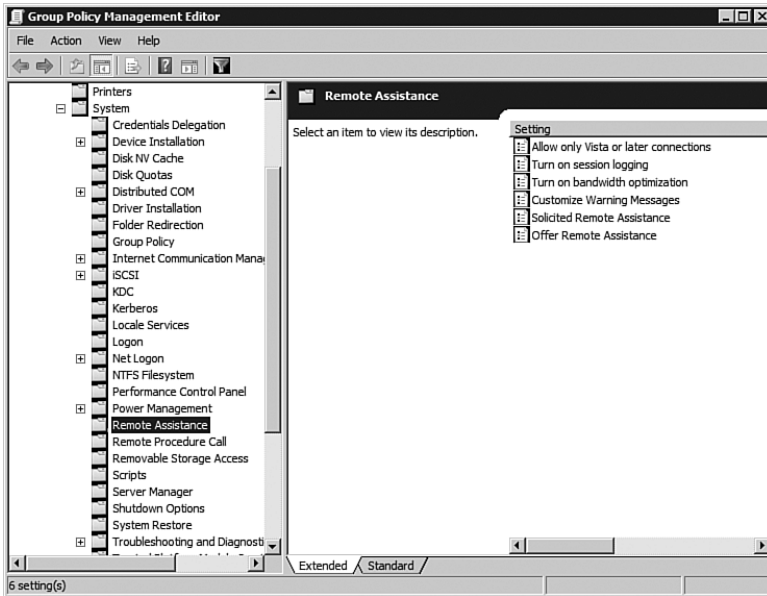 Group Policy Management Editor
File Action View Help
Printers
System
Credentials Delegation
Device Installation
Disk NV Cache
Disk Quotas
Distributed COM
Driver Installation
Folder Redirection
Group Policy
Internet Communication Manag
iSCSI
KDC
Kerberos
Locale Services
Logon
Net Logon
NTFS Filesystem
Performance Control Panel
Power Management
Remote Assistance
Remote Procedure Call
Removable Storage Access
Scripts
Server Manager
Shutdown Options
System Restore
Troubleshooting and Diagnosti
Remote Assistance
Select an item to view its description.
Setting
Allow only Vista or later connections
Turn on session logging
Turn on bandwidth optimization
Customize Warning Messages
Solicited Remote Assistance
Offer Remote Assistance
Extended Standard
6 setting(s)